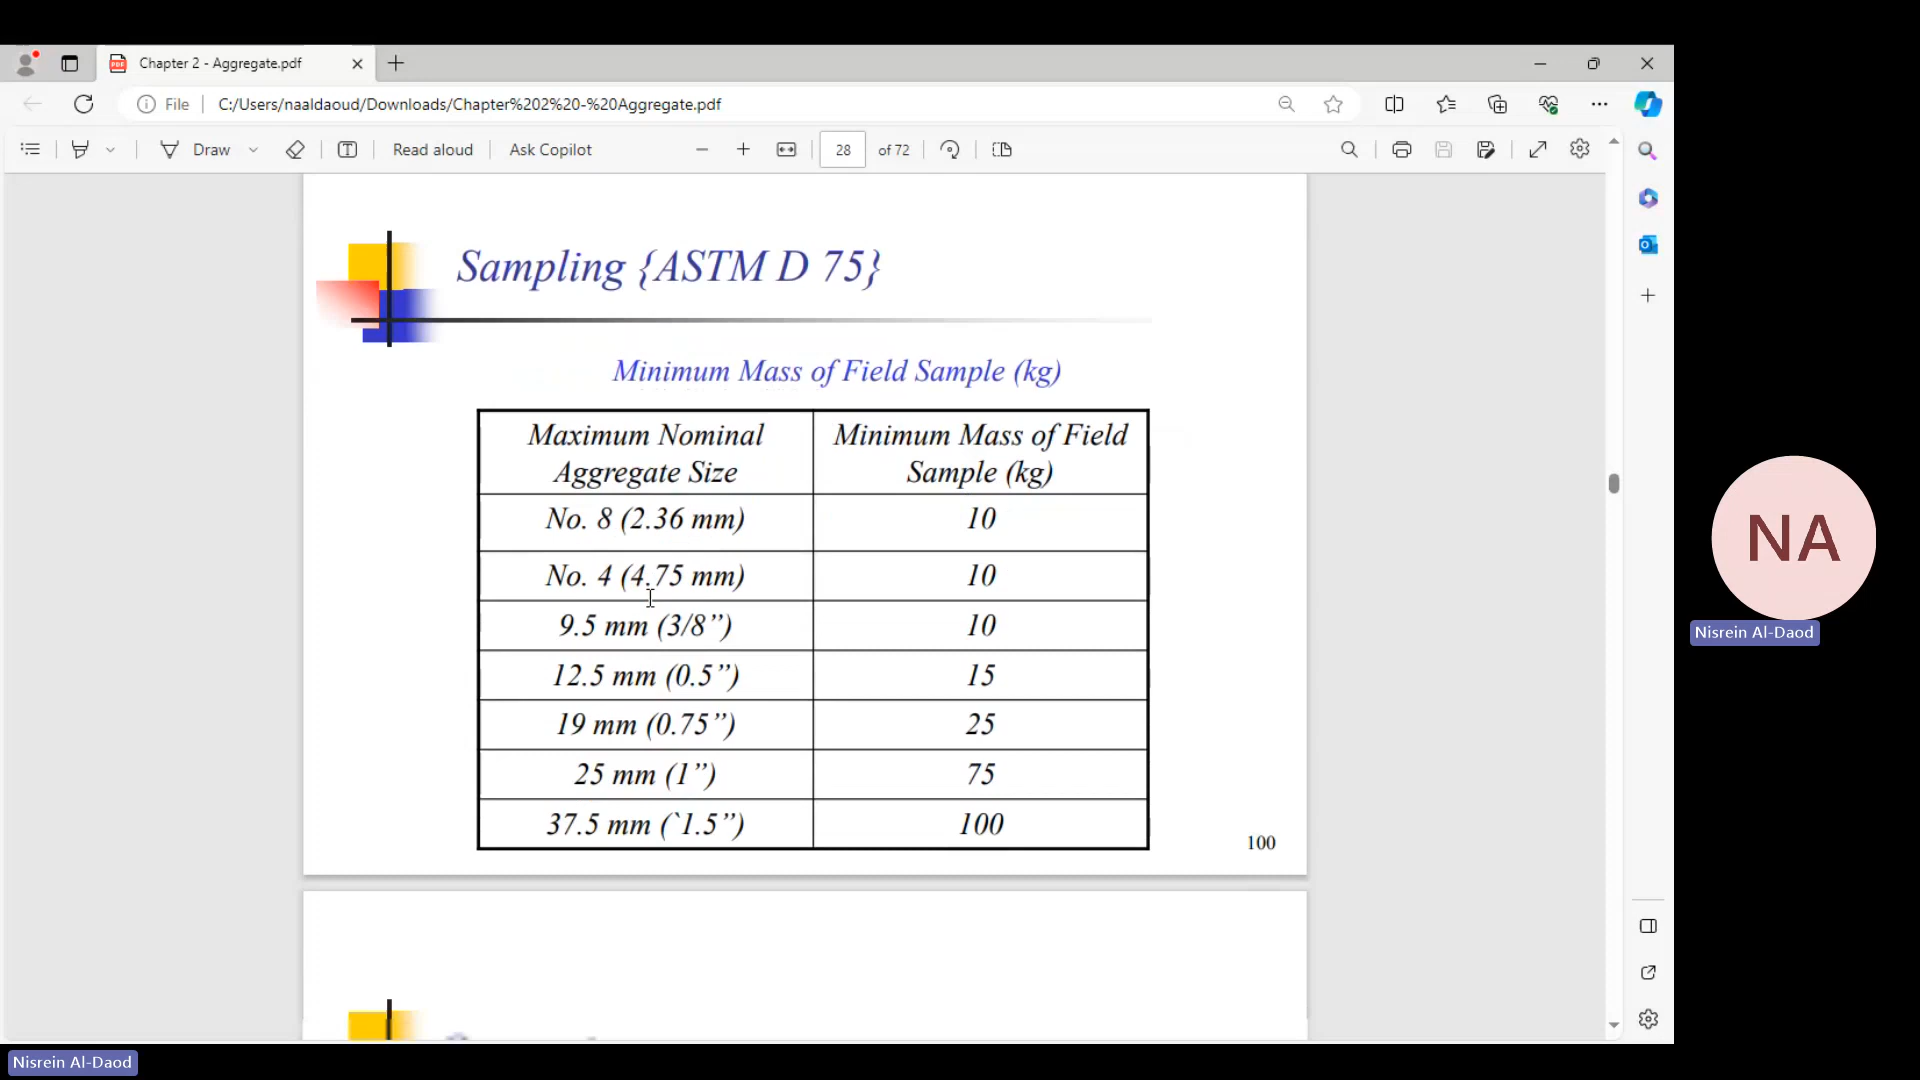 Chapter 2 - Aggregate.pdf
File
C:/Users/naaldaoud/Downloads/Chapter%202%20-%20Aggregate.pdf
Draw
Read aloud
Ask Copilot
28 of 72
Sampling {ASTM D 75}
Minimum Mass of Field Sample (kg)
Maximum Nominal
Aggregate Size
Minimum Mass of Field
Sample (kg)
No. 8 (2.36 mm) 10
No. 4 (4.75 mm) 10
9.5 mm (3/8”) 10
12.5 mm (0.5”) 15
19 mm (0.75”) 25
25 mm (1”) 75
37.5 mm (`1.5”) 100
100
NA
Nisrein Al-Daod
Nisrein Al-Daod